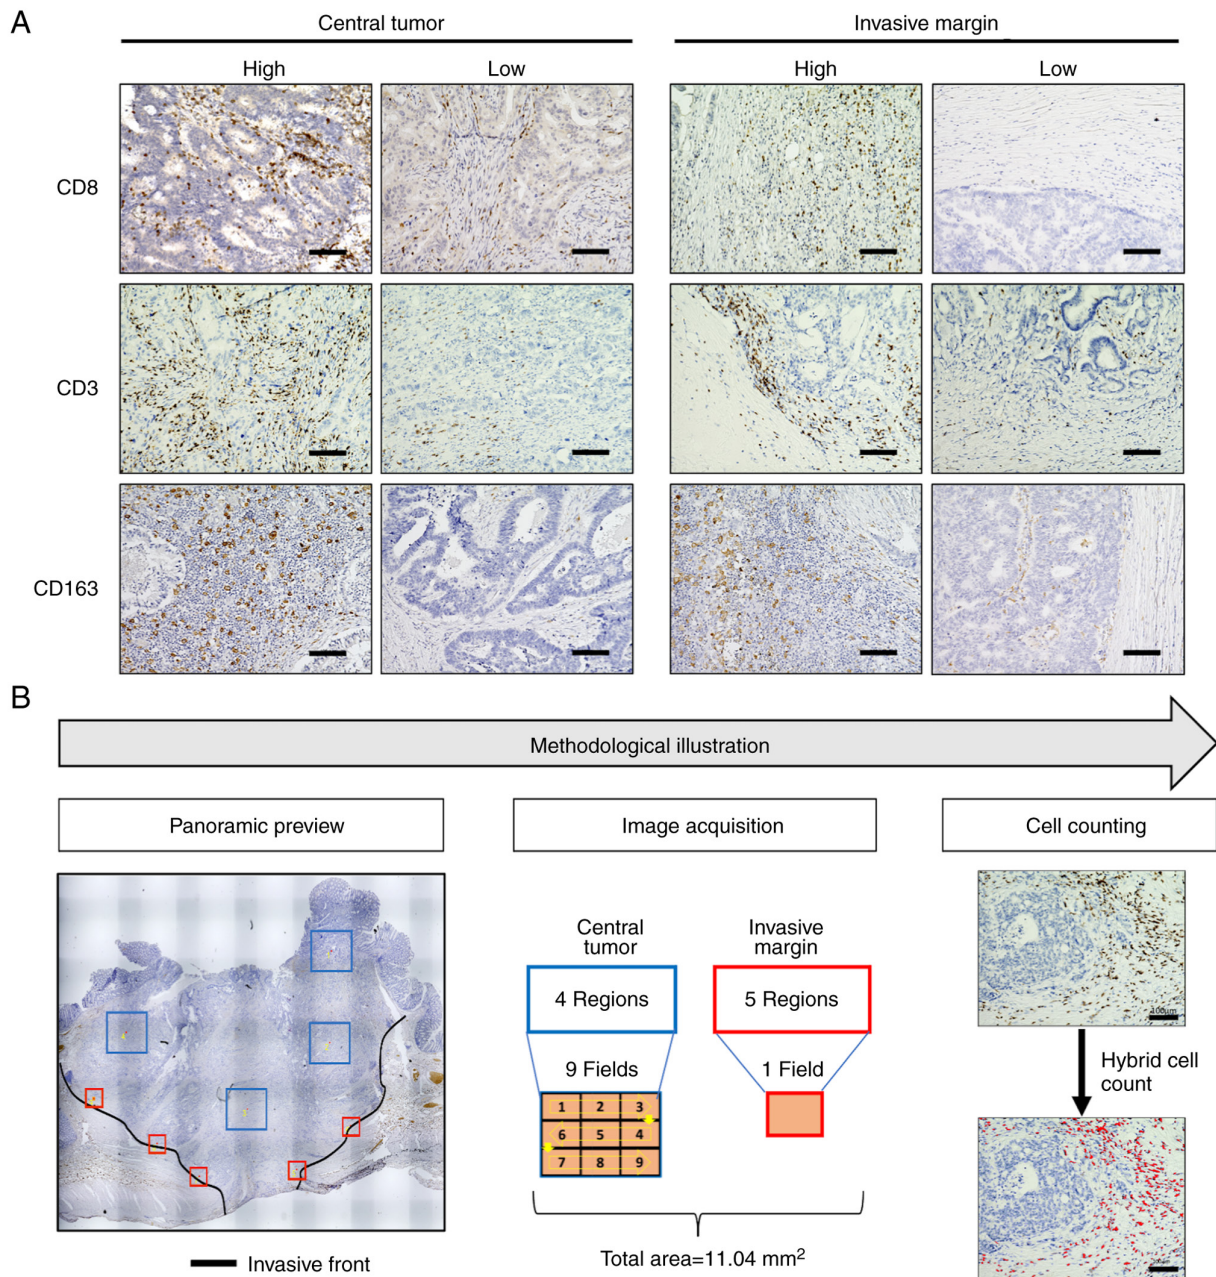 A
Central tumor
Invasive margin
High
Low
High
Low
CD8
CD3
CD163
B
Methodological illustration
Panoramic preview
Image acquisition
Cell counting
Central
tumor
Invasive
margin
4 Regions
5 Regions
9 Fields
1 Field
1 2 3
6 5 4
7 8 9
100µm
Hybrid cell
count
Total area=11.04 mm²
Invasive front